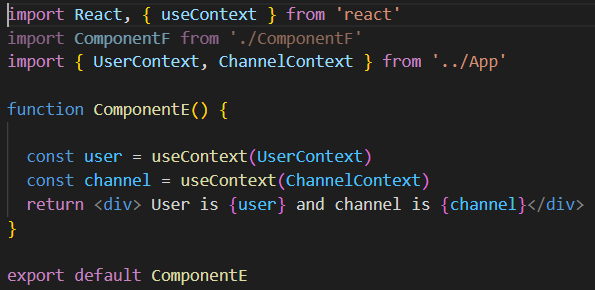 import React, { useContext } from 'react'
import ComponentF from './ComponentF'
import { UserContext, ChannelContext } from '../App'
function ComponentE() {
const user = useContext(UserContext)
const channel = useContext(ChannelContext)
return <div> User is {user} and channel is {channel}</div>
}
export default ComponentE